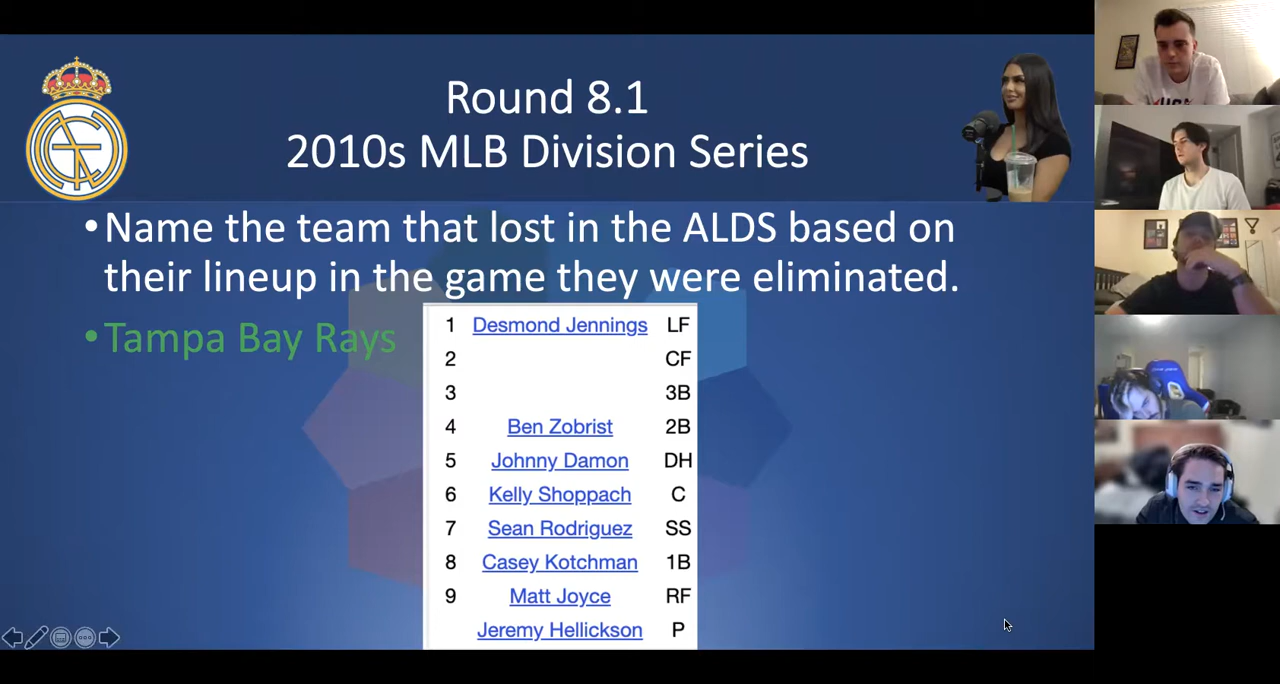 Round 8.1
2010s MLB Division Series
•Name the team that lost in the ALDS based on
their lineup in the game they were eliminated.
•Tampa Bay Rays
1 Desmond Jennings LF
2 CF
3 3B
4 Ben Zobrist 2B
5 Johnny Damon DH
6 Kelly Shoppach C
7 Sean Rodriguez SS
8 Casey Kotchman 1B
9 Matt Joyce RF
Jeremy Hellickson P